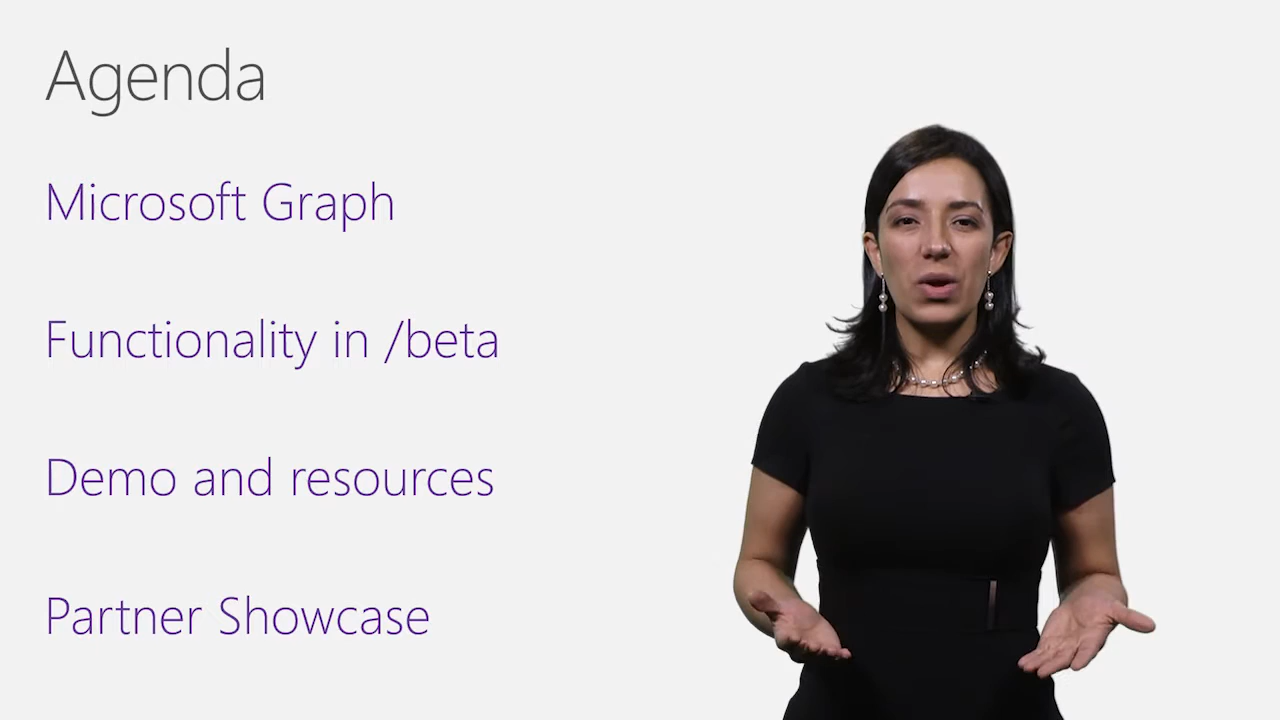 Agenda
Microsoft Graph
Functionality in /beta
Demo and resources
Partner Showcase